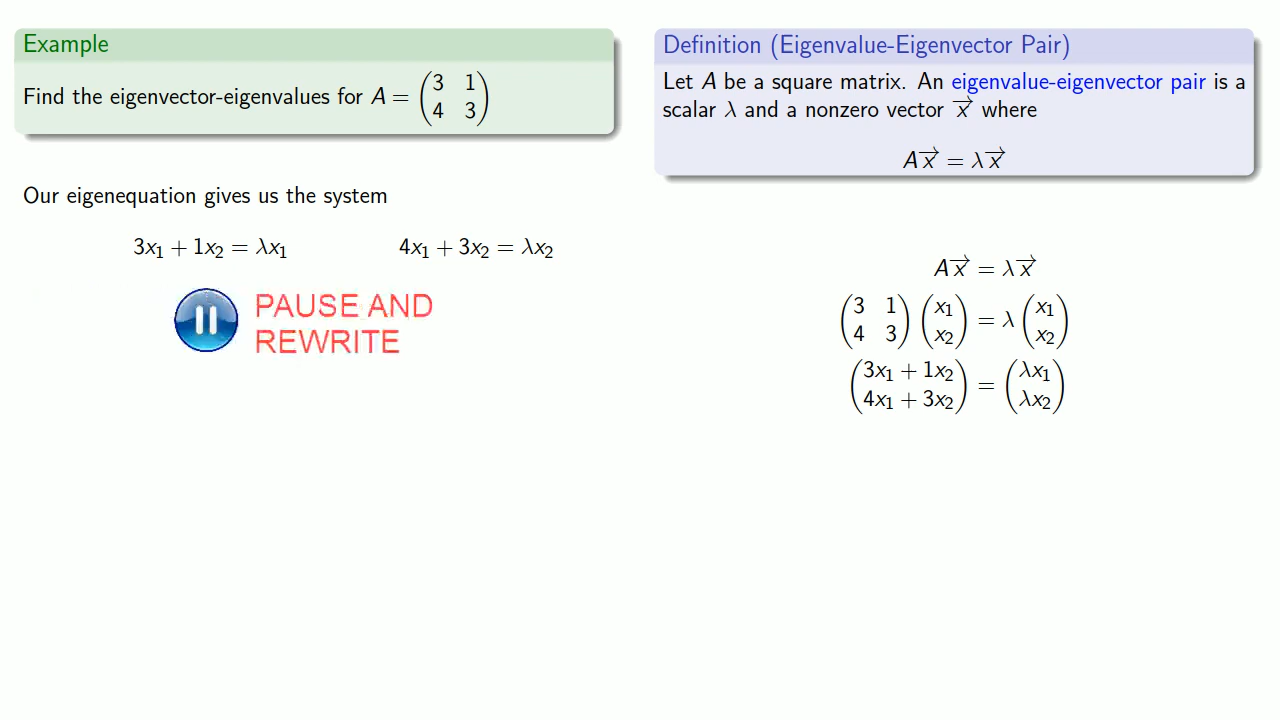 Example
Find the eigenvector-eigenvalues for A = (3 1
4 3)
Our eigenequation gives us the system
3x₁ + 1x₂ = λx₁ 4x₁ + 3x₂ = λx₂
PAUSE AND
REWRITE
Definition (Eigenvalue-Eigenvector Pair)
Let A be a square matrix. An eigenvalue-eigenvector pair is a
scalar λ and a nonzero vector x⃗ where
Ax⃗ = λx⃗
Ax⃗ = λx⃗
(3 1
4 3) (x₁
x₂) = λ (x₁
x₂)
(3x₁ + 1x₂
4x₁ + 3x₂) = (λx₁
λx₂)